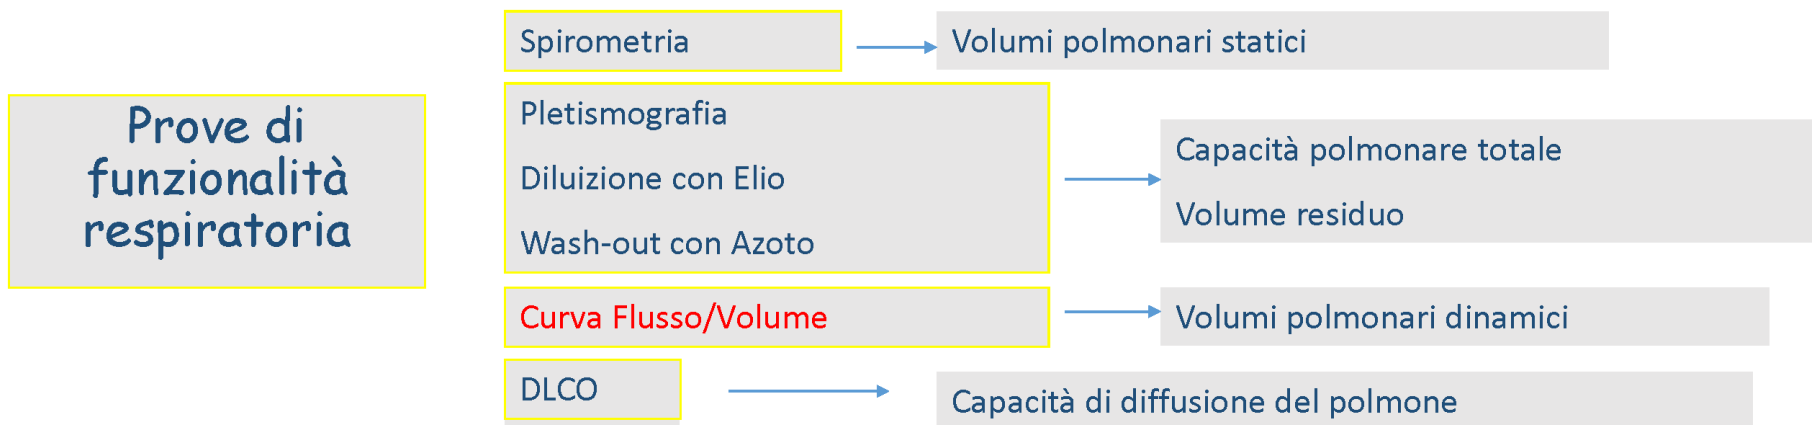 Prove di
funzionalità
respiratoria
Spirometria
Volumi polmonari statici
Pletismografia
Diluizione con Elio
Wash-out con Azoto
Capacità polmonare totale
Volume residuo
Curva Flusso/Volume
Volumi polmonari dinamici
DLCO
Capacità di diffusione del polmone